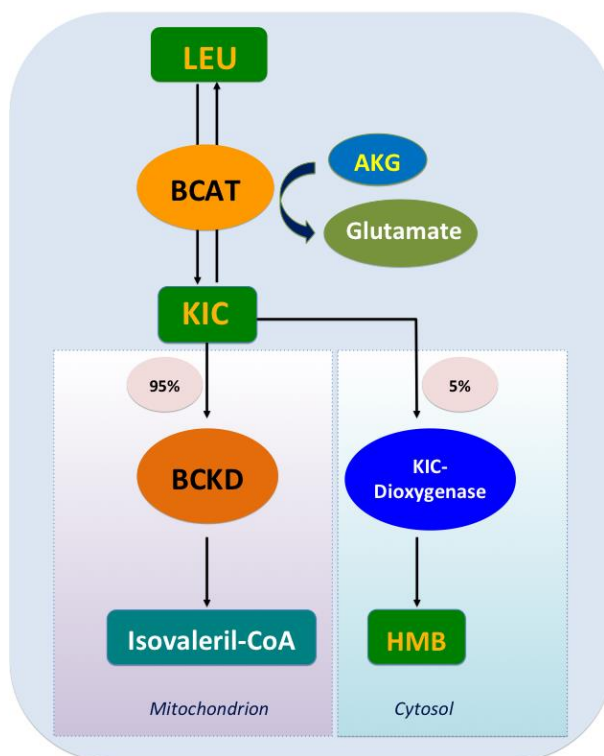 LEU
BCAT
AKG
Glutamate
KIC
95%
5%
BCKD
KIC-
Dioxygenase
Isovaleril-CoA
HMB
Mitochondrion
Cytosol